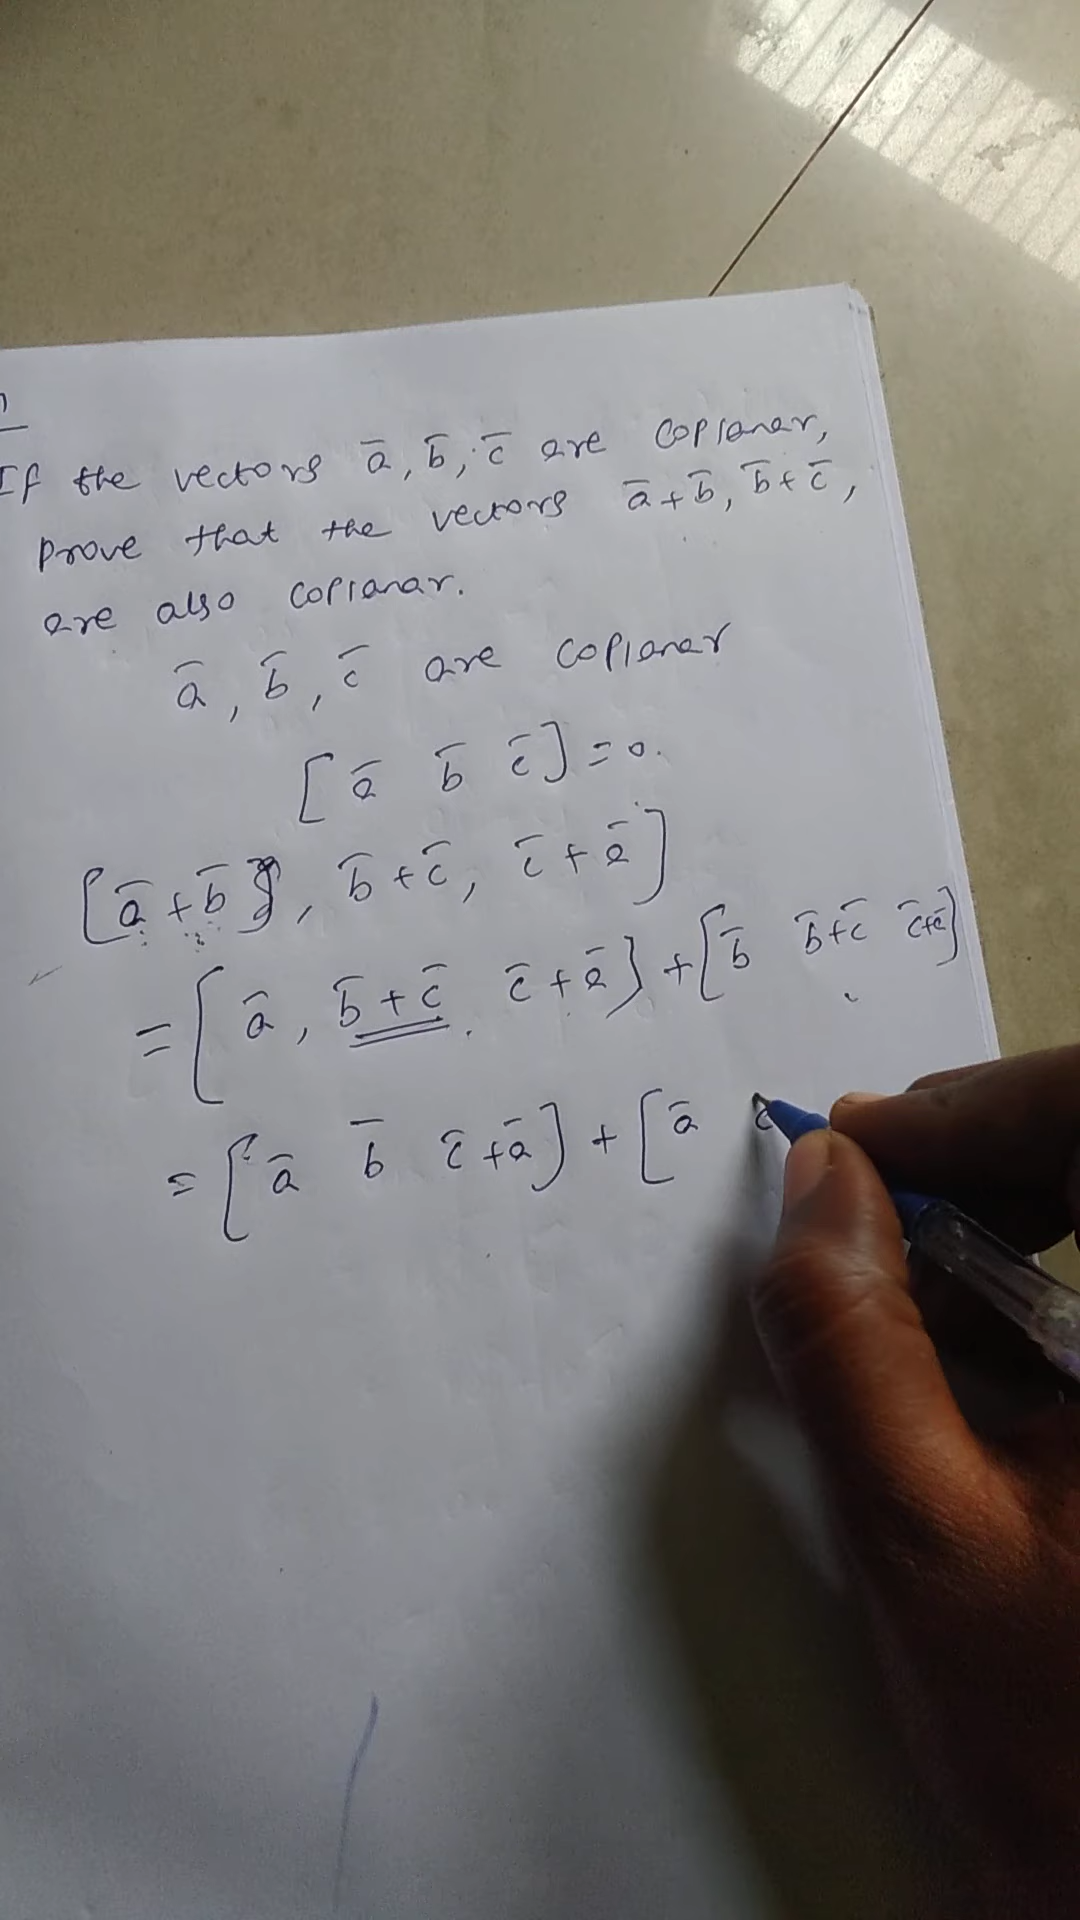 If the vectors a̅, b̅, c̅ are coplanar,
prove that the vectors a̅+b̅, b̅+c̅,
are also coplanar.
a̅, b̅, c̅ are coplanar
[a̅ b̅ c̅] = 0.
[a̅+b̅, b̅+c̅, c̅+a̅]
= [a̅, b̅+c̅, c̅+a̅] + [b̅ b̅+c̅ c̅+a̅]
= [a̅ b̅ c̅+a̅] + [a̅ c